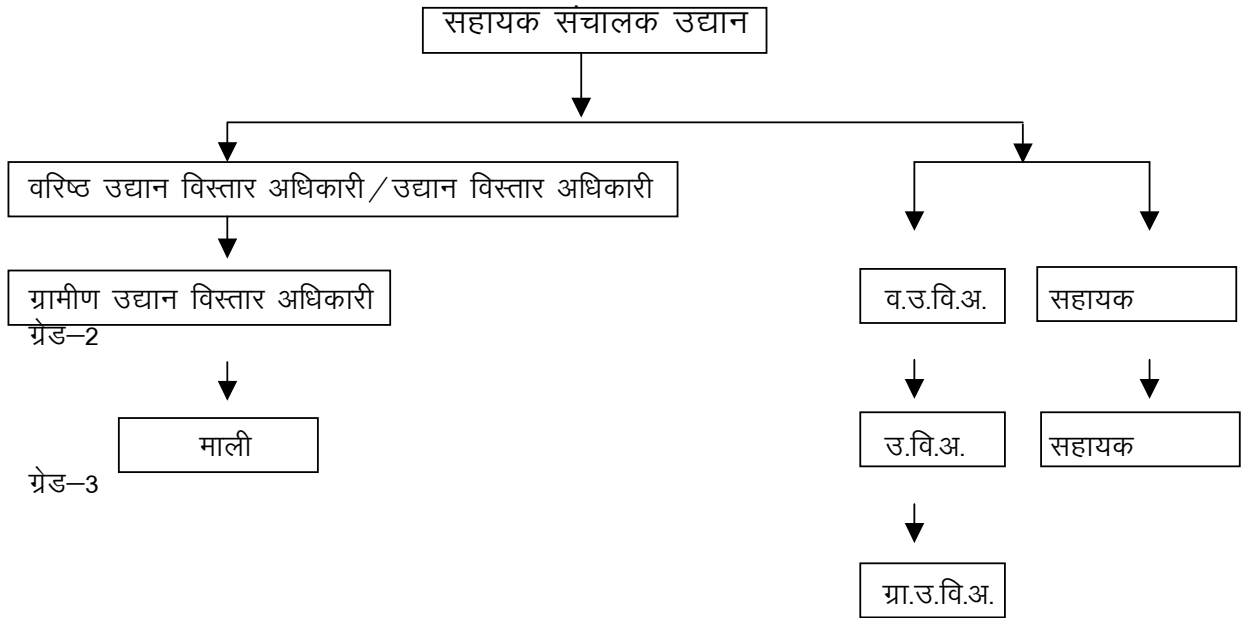 सहायक संचालक उद्यान
वरिष्ठ उद्यान विस्तार अधिकारी/उद्यान विस्तार अधिकारी
ग्रामीण उद्यान विस्तार अधिकारी
व.उ.वि.अ.
सहायक
ग्रेड–2
माली
उ.वि.अ.
सहायक
ग्रेड–3
ग्रा.उ.वि.अ.